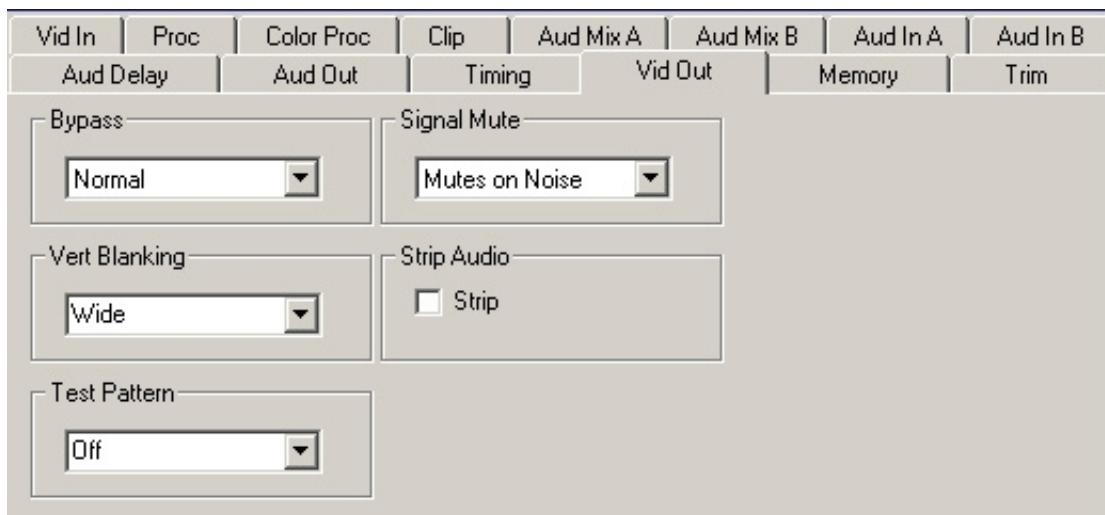 Vid In Proc Color Proc Clip Aud Mix A Aud Mix B Aud In A Aud In B
Aud Delay Aud Out Timing Vid Out Memory Trim
Bypass
Normal
Signal Mute
Mutes on Noise
Vert Blanking
Wide
Strip Audio
Strip
Test Pattern
Off